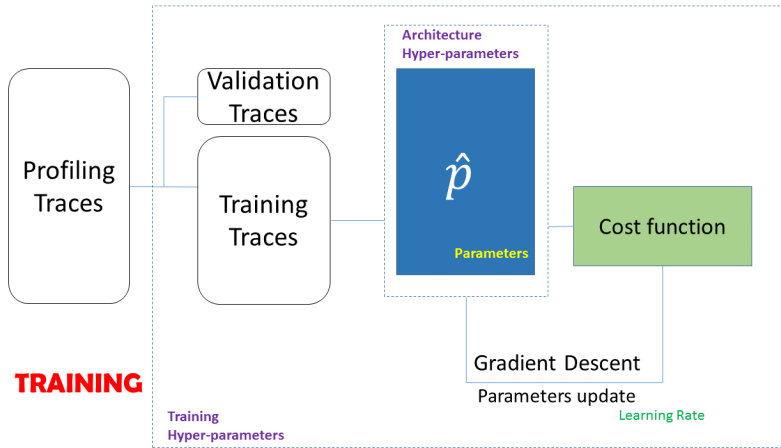 Architecture
Hyper-parameters
Validation
Traces
Profiling
Traces
Training
Traces
p̂
Parameters
Cost function
Gradient Descent
Parameters update
Learning Rate
TRAINING
Training
Hyper-parameters